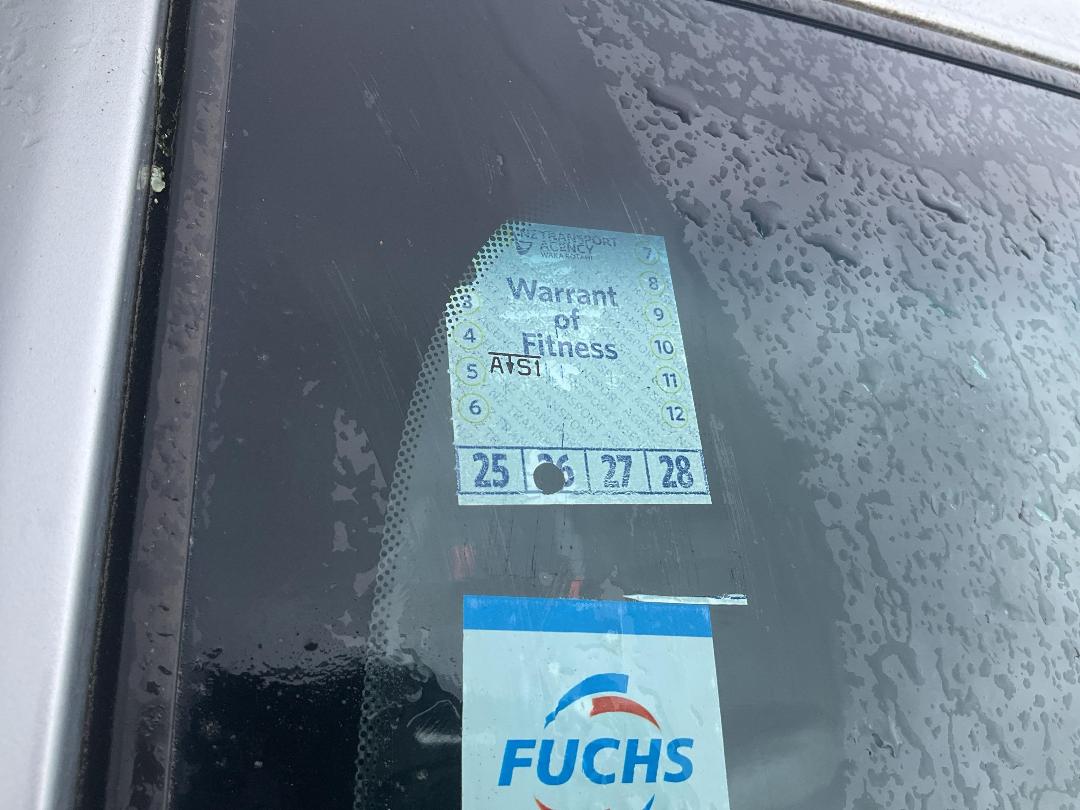 NZ TRANSPORT
AGENCY
WAKA KOTAHI
Warrant
of
Fitness
3
4
5
6
7
8
9
10
11
12
25 26 27 28
FUCHS